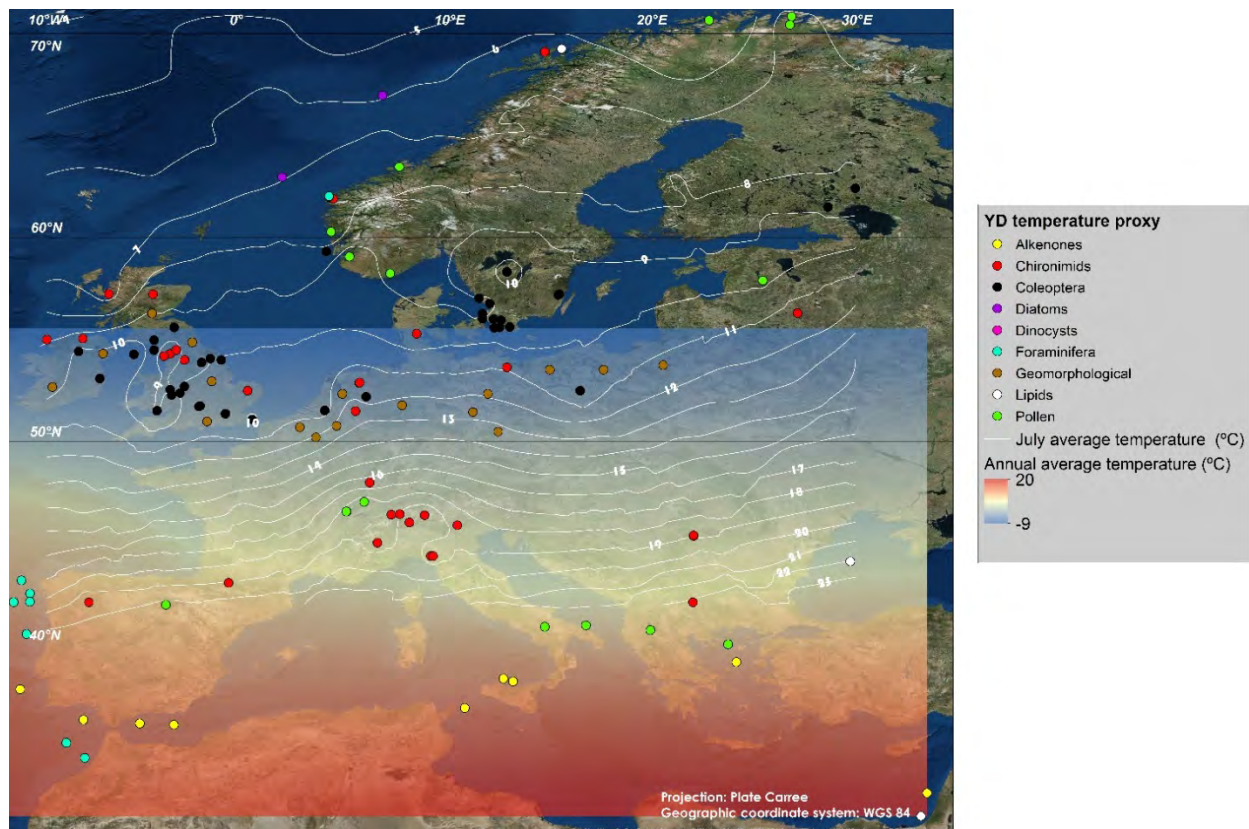 10°W 0° 10°E 20°E 30°E
70°N
5
6
8
7
60°N
9
10
11
10
9
12
10
13
50°N
14
15
16
17
18
19
20
21
22
23
40°N
Projection: Plate Carree
Geographic coordinate system: WGS 84
YD temperature proxy
Alkenones
Chironimids
Coleoptera
Diatoms
Dinocysts
Foraminifera
Geomorphological
Lipids
Pollen
July average temperature (ºC)
Annual average temperature (ºC)
20
-9